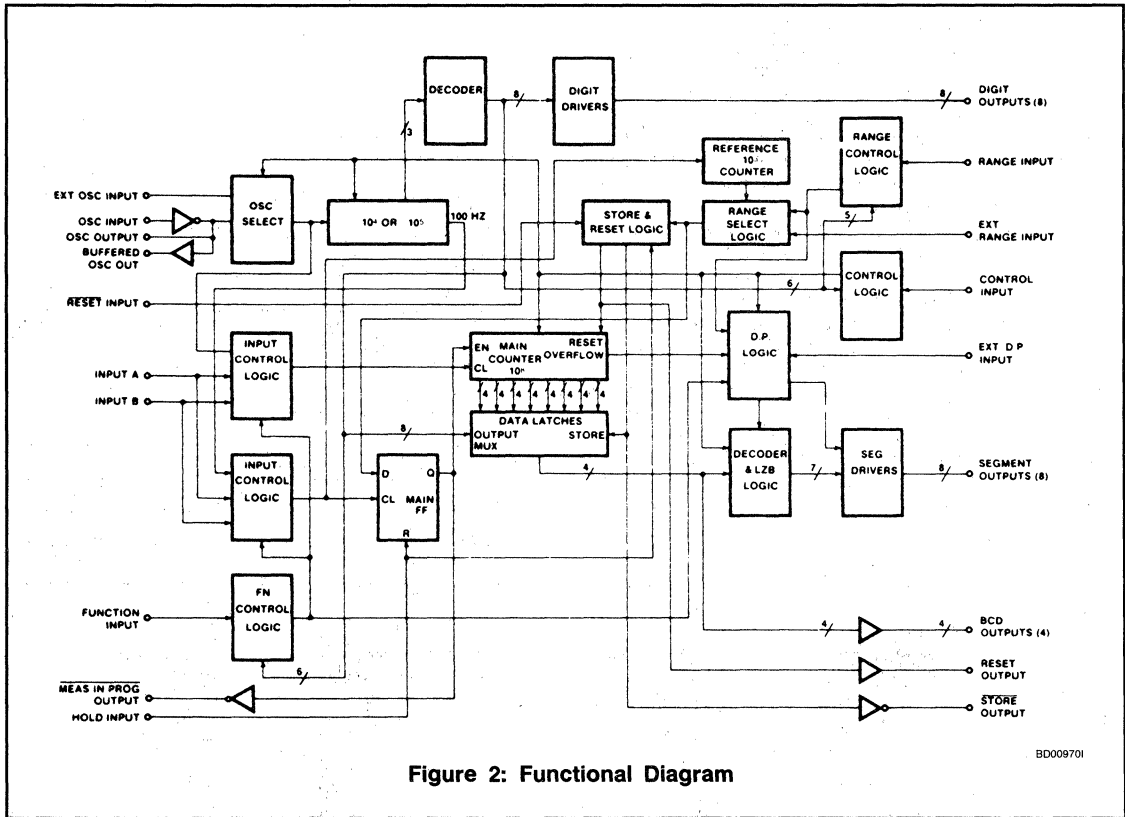 DECODER
8
DIGIT
DRIVERS
8
DIGIT
OUTPUTS (8)
3
REFERENCE
COUNTER
RANGE
CONTROL
LOGIC
RANGE INPUT
EXT OSC INPUT
OSC INPUT
OSC OUTPUT
BUFFERED
OSC OUT
OSC
SELECT
10⁴ OR 10⁵
100 HZ
STORE &
RESET LOGIC
RANGE
SELECT
LOGIC
5
EXT
RANGE INPUT
RESET INPUT
6
CONTROL
LOGIC
CONTROL
INPUT
INPUT
CONTROL
LOGIC
INPUT A
INPUT B
EN
CL
MAIN
COUNTER
RESET
OVERFLOW
D.P.
LOGIC
EXT D P
INPUT
4 4 4 4 4 4 4 4
DATA LATCHES
OUTPUT
MUX
STORE
8
4
INPUT
CONTROL
LOGIC
D
Q
CL
MAIN
FF
R
DECODER
& LZB
LOGIC
7
SEG
DRIVERS
8
SEGMENT
OUTPUTS (8)
FUNCTION
INPUT
FN
CONTROL
LOGIC
6
4
4
BCD
OUTPUTS (4)
RESET
OUTPUT
MEAS IN PROG
OUTPUT
HOLD INPUT
STORE
OUTPUT
BD00970I
Figure 2: Functional Diagram